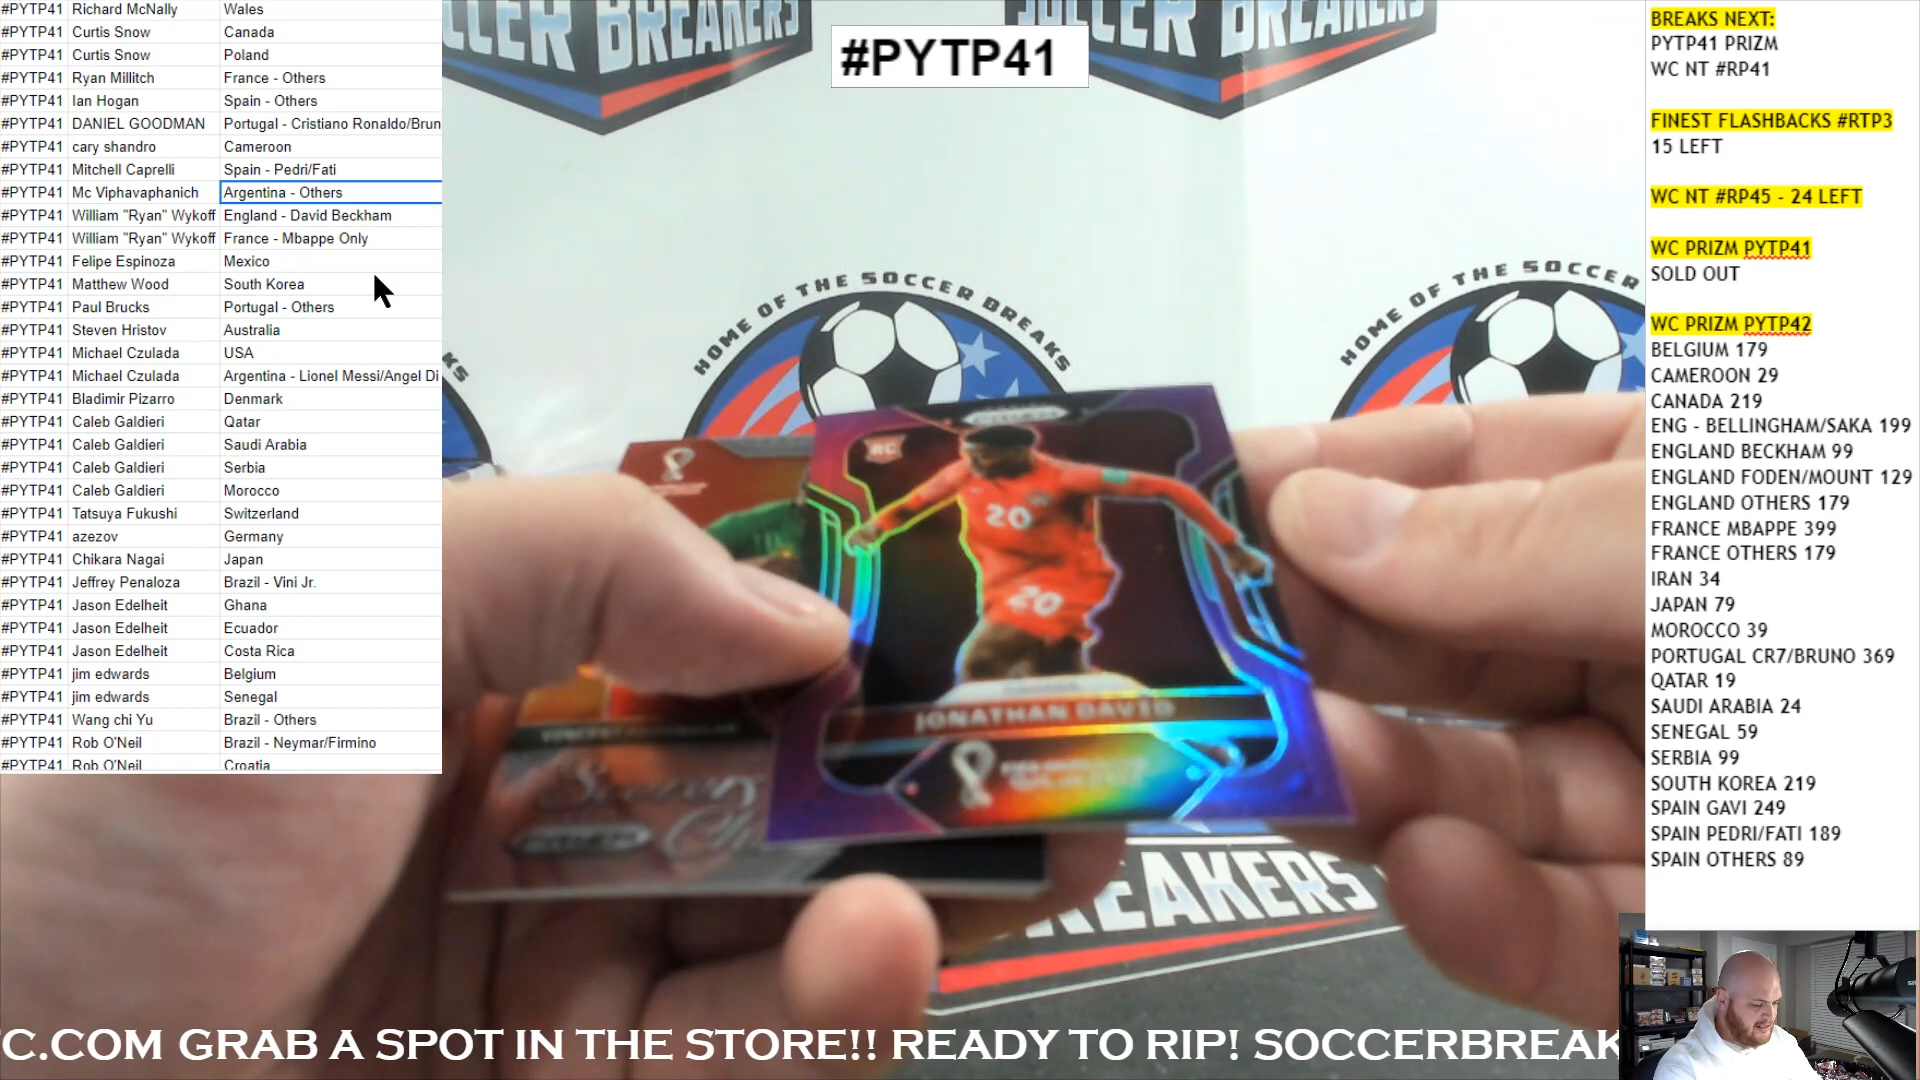 #PYTP41 Richard McNally Wales
#PYTP41 Curtis Snow Canada
#PYTP41 Curtis Snow Poland
#PYTP41 Ryan Millitch France - Others
#PYTP41 Ian Hogan Spain - Others
#PYTP41 DANIEL GOODMAN Portugal - Cristiano Ronaldo/Brun
#PYTP41 cary shandro Cameroon
#PYTP41 Mitchell Caprelli Spain - Pedri/Fati
#PYTP41 Mc Viphavaphanich Argentina - Others
#PYTP41 William "Ryan" Wykoff England - David Beckham
#PYTP41 William "Ryan" Wykoff France - Mbappe Only
#PYTP41 Felipe Espinoza Mexico
#PYTP41 Matthew Wood South Korea
#PYTP41 Paul Brucks Portugal - Others
#PYTP41 Steven Hristov Australia
#PYTP41 Michael Czulada USA
#PYTP41 Michael Czulada Argentina - Lionel Messi/Angel Di
#PYTP41 Bladimir Pizarro Denmark
#PYTP41 Caleb Galdieri Qatar
#PYTP41 Caleb Galdieri Saudi Arabia
#PYTP41 Caleb Galdieri Serbia
#PYTP41 Caleb Galdieri Morocco
#PYTP41 Tatsuya Fukushi Switzerland
#PYTP41 azezov Germany
#PYTP41 Chikara Nagai Japan
#PYTP41 Jeffrey Penaloza Brazil - Vini Jr.
#PYTP41 Jason Edelheit Ghana
#PYTP41 Jason Edelheit Ecuador
#PYTP41 Jason Edelheit Costa Rica
#PYTP41 jim edwards Belgium
#PYTP41 jim edwards Senegal
#PYTP41 Wang chi Yu Brazil - Others
#PYTP41 Rob O'Neil Brazil - Neymar/Firmino
#PYTP41 Rob O'Neil Croatia
CCER BREAKERS
SOCCER BREAKERS
#PYTP41
HOME OF THE SOCCER BREAKS
HOME OF THE SOCCER
KS
RC
20
20
JONATHAN DAVID
BREAKERS
BREAKS NEXT:
PYTP41 PRIZM
WC NT #RP41
FINEST FLASHBACKS #RTP3
15 LEFT
WC NT #RP45 - 24 LEFT
WC PRIZM PYTP41
SOLD OUT
WC PRIZM PYTP42
BELGIUM 179
CAMEROON 29
CANADA 219
ENG - BELLINGHAM/SAKA 199
ENGLAND BECKHAM 99
ENGLAND FODEN/MOUNT 129
ENGLAND OTHERS 179
FRANCE MBAPPE 399
FRANCE OTHERS 179
IRAN 34
JAPAN 79
MOROCCO 39
PORTUGAL CR7/BRUNO 369
QATAR 19
SAUDI ARABIA 24
SENEGAL 59
SERBIA 99
SOUTH KOREA 219
SPAIN GAVI 249
SPAIN PEDRI/FATI 189
SPAIN OTHERS 89
C.COM GRAB A SPOT IN THE STORE!! READY TO RIP! SOCCERBREAK